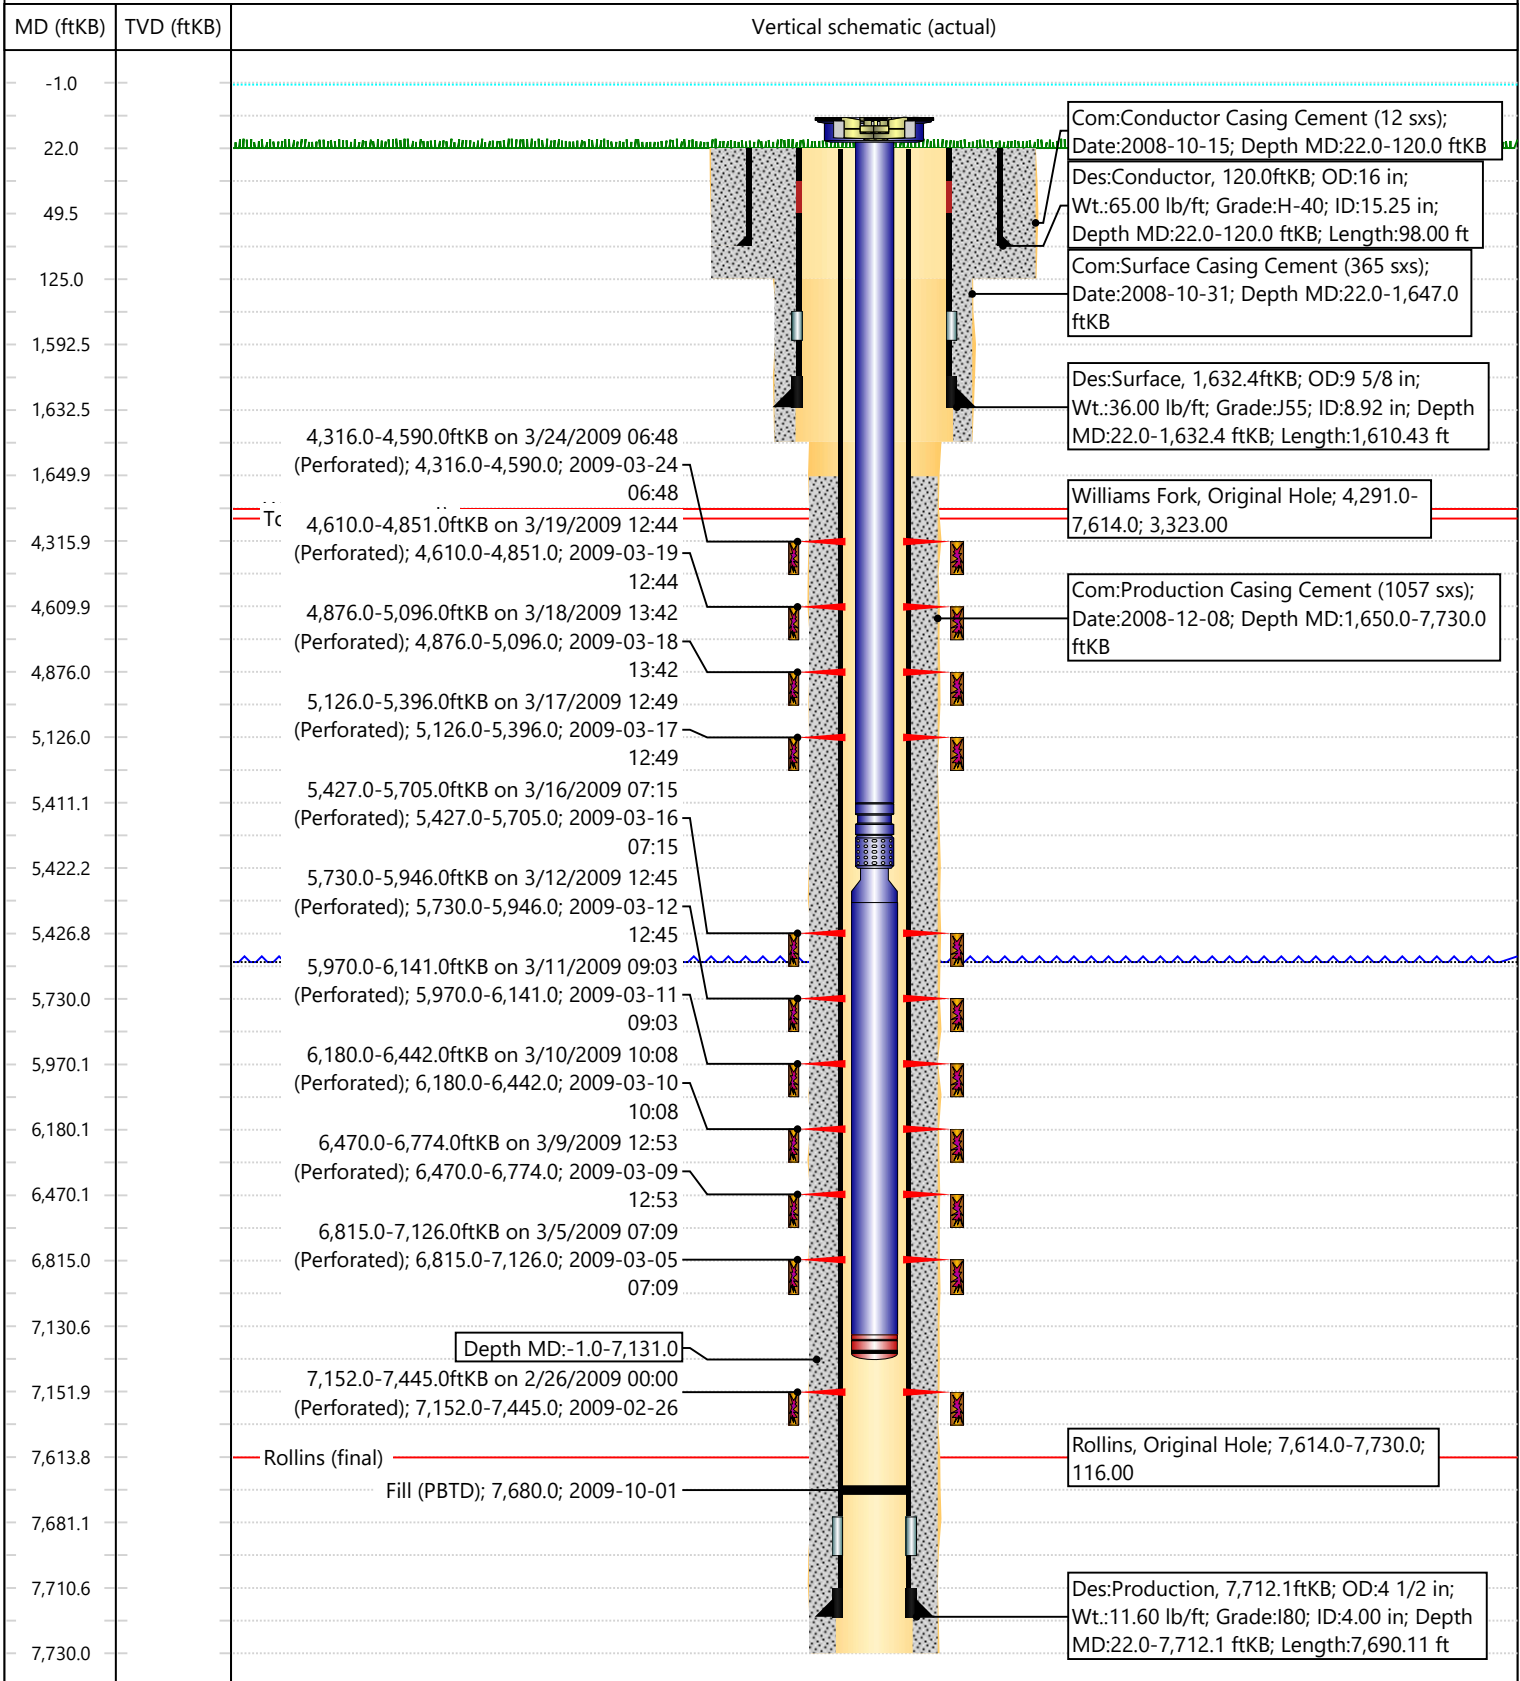 MD (ftKB)
TVD (ftKB)
Vertical schematic (actual)
-1.0
22.0
49.5
125.0
1,592.5
1,632.5
1,649.9
4,315.9
4,609.9
4,876.0
5,126.0
5,411.1
5,422.2
5,426.8
5,730.0
5,970.1
6,180.1
6,470.1
6,815.0
7,130.6
7,151.9
7,613.8
7,681.1
7,710.6
7,730.0
4,316.0-4,590.0ftKB on 3/24/2009 06:48
(Perforated); 4,316.0-4,590.0; 2009-03-24
06:48
4,610.0-4,851.0ftKB on 3/19/2009 12:44
(Perforated); 4,610.0-4,851.0; 2009-03-19
12:44
4,876.0-5,096.0ftKB on 3/18/2009 13:42
(Perforated); 4,876.0-5,096.0; 2009-03-18
13:42
5,126.0-5,396.0ftKB on 3/17/2009 12:49
(Perforated); 5,126.0-5,396.0; 2009-03-17
12:49
5,427.0-5,705.0ftKB on 3/16/2009 07:15
(Perforated); 5,427.0-5,705.0; 2009-03-16
07:15
5,730.0-5,946.0ftKB on 3/12/2009 12:45
(Perforated); 5,730.0-5,946.0; 2009-03-12
12:45
5,970.0-6,141.0ftKB on 3/11/2009 09:03
(Perforated); 5,970.0-6,141.0; 2009-03-11
09:03
6,180.0-6,442.0ftKB on 3/10/2009 10:08
(Perforated); 6,180.0-6,442.0; 2009-03-10
10:08
6,470.0-6,774.0ftKB on 3/9/2009 12:53
(Perforated); 6,470.0-6,774.0; 2009-03-09
12:53
6,815.0-7,126.0ftKB on 3/5/2009 07:09
(Perforated); 6,815.0-7,126.0; 2009-03-05
07:09
Depth MD:-1.0-7,131.0
7,152.0-7,445.0ftKB on 2/26/2009 00:00
(Perforated); 7,152.0-7,445.0; 2009-02-26
Rollins (final)
Fill (PBTD); 7,680.0; 2009-10-01
Com:Conductor Casing Cement (12 sxs);
Date:2008-10-15; Depth MD:22.0-120.0 ftKB
Des:Conductor, 120.0ftKB; OD:16 in;
Wt.:65.00 lb/ft; Grade:H-40; ID:15.25 in;
Depth MD:22.0-120.0 ftKB; Length:98.00 ft
Com:Surface Casing Cement (365 sxs);
Date:2008-10-31; Depth MD:22.0-1,647.0
ftKB
Des:Surface, 1,632.4ftKB; OD:9 5/8 in;
Wt.:36.00 lb/ft; Grade:J55; ID:8.92 in; Depth
MD:22.0-1,632.4 ftKB; Length:1,610.43 ft
Williams Fork, Original Hole; 4,291.0-
7,614.0; 3,323.00
Com:Production Casing Cement (1057 sxs);
Date:2008-12-08; Depth MD:1,650.0-7,730.0
ftKB
Rollins, Original Hole; 7,614.0-7,730.0;
116.00
Des:Production, 7,712.1ftKB; OD:4 1/2 in;
Wt.:11.60 lb/ft; Grade:I80; ID:4.00 in; Depth
MD:22.0-7,712.1 ftKB; Length:7,690.11 ft